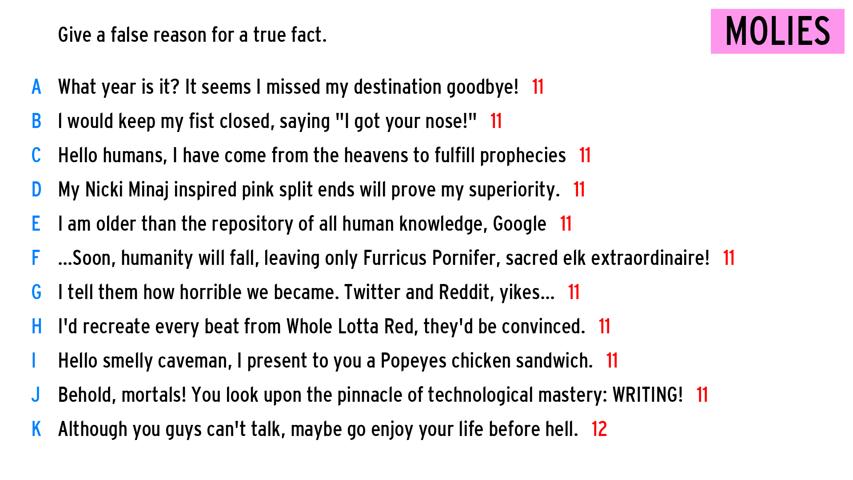 Give a false reason for a true fact.
MOLIES
A What year is it? It seems I missed my destination goodbye! 11
B I would keep my fist closed, saying "I got your nose!" 11
C Hello humans, I have come from the heavens to fulfill prophecies 11
D My Nicki Minaj inspired pink split ends will prove my superiority. 11
E I am older than the repository of all human knowledge, Google 11
F ...Soon, humanity will fall, leaving only Furricus Pornifer, sacred elk extraordinaire! 11
G I tell them how horrible we became. Twitter and Reddit, yikes... 11
H I'd recreate every beat from Whole Lotta Red, they'd be convinced. 11
I Hello smelly caveman, I present to you a Popeyes chicken sandwich. 11
J Behold, mortals! You look upon the pinnacle of technological mastery: WRITING! 11
K Although you guys can't talk, maybe go enjoy your life before hell. 12